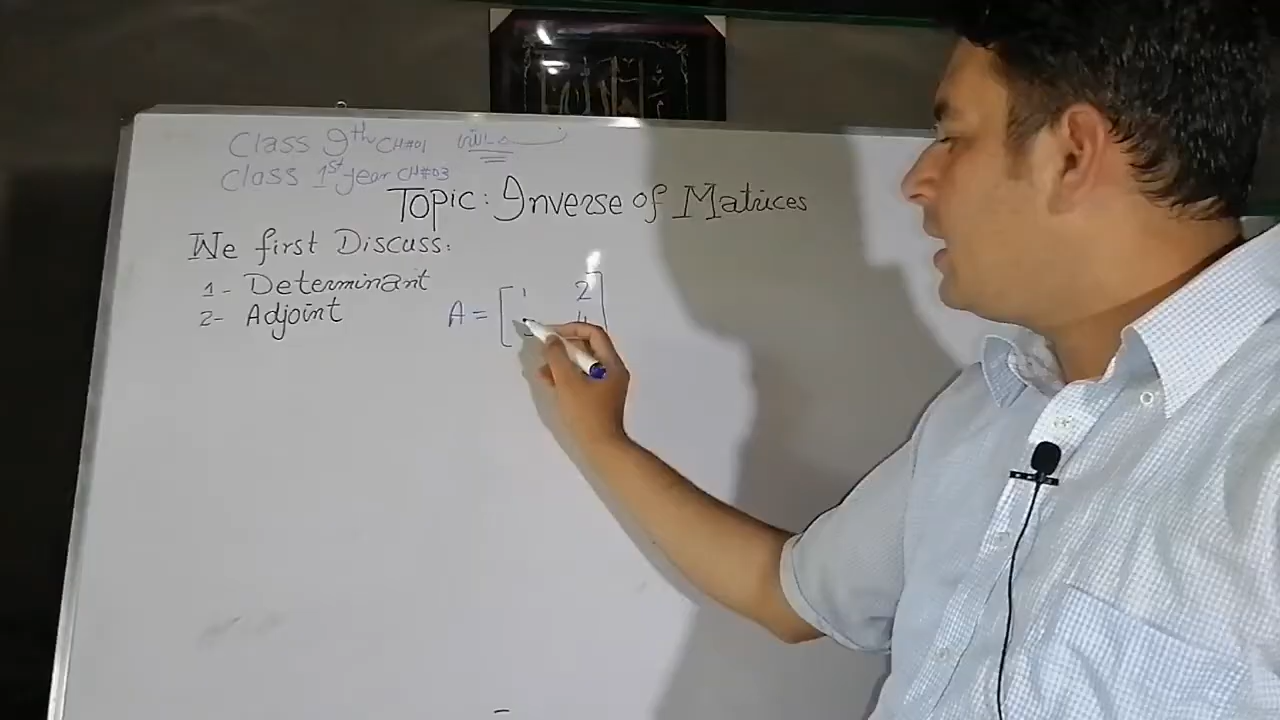 Class 9th CH#01
Class 1st year CH#03
Topic: Inverse of Matrices
We first Discuss:
1- Determinant
2- Adjoint
A = [1 2
4